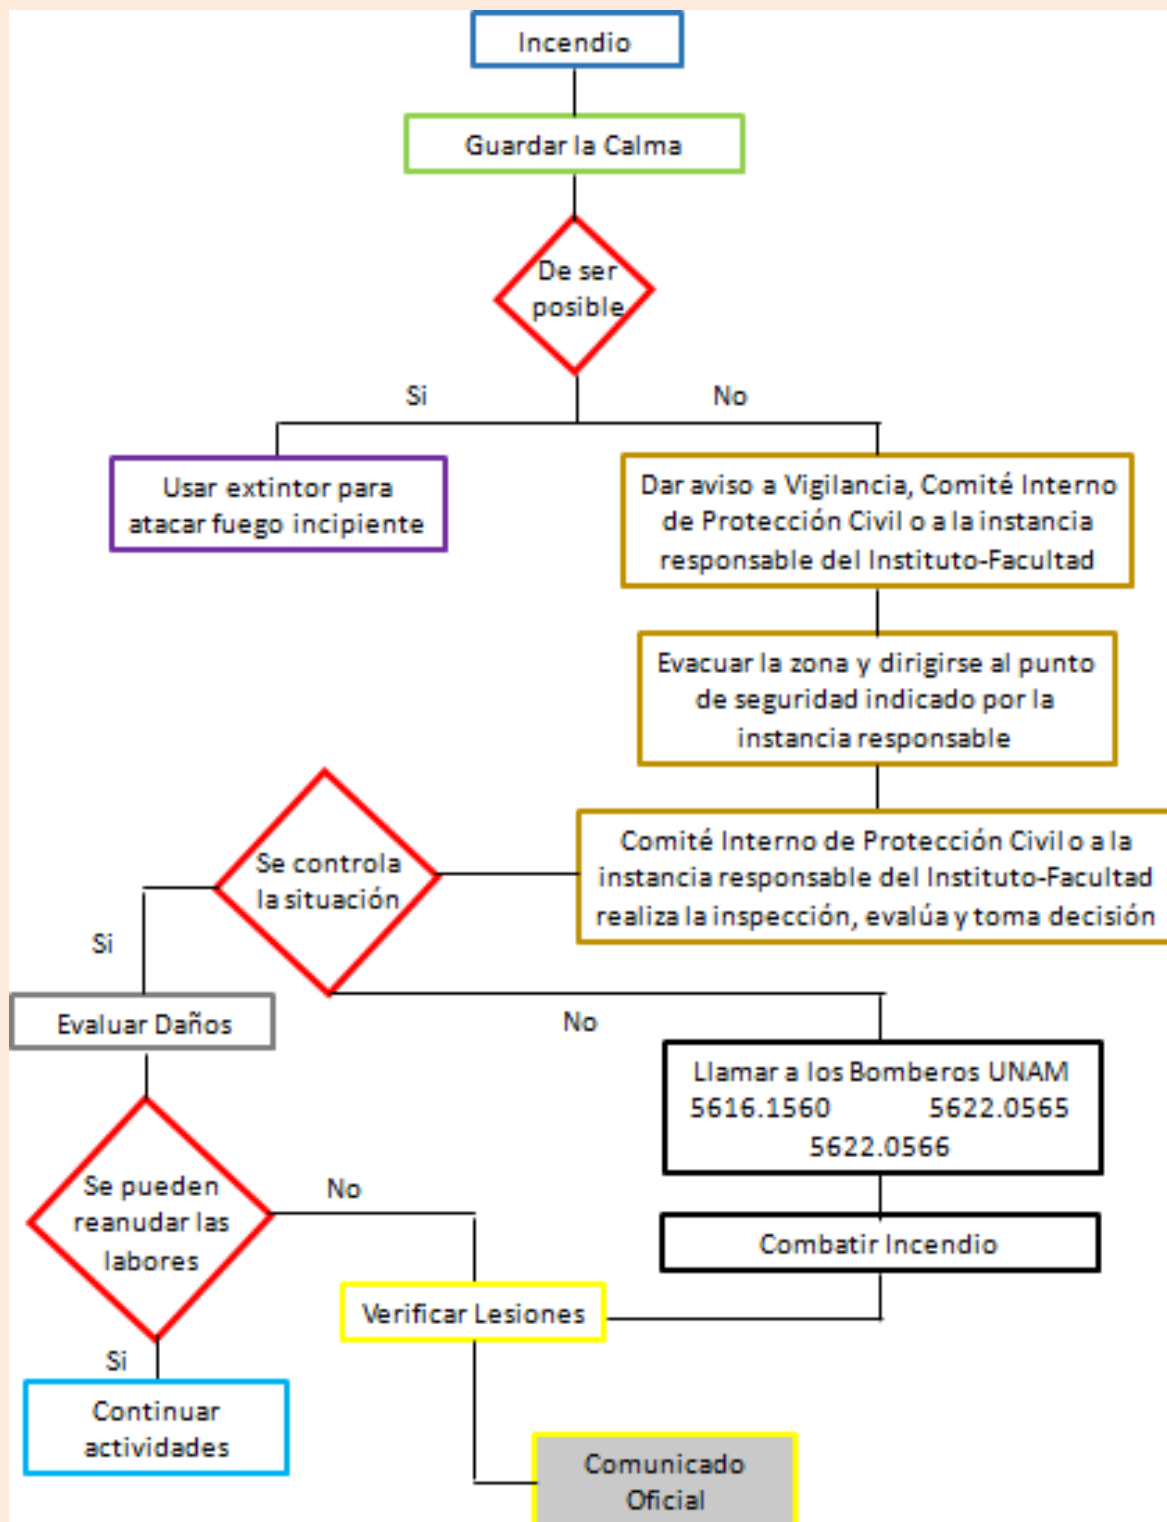 Incendio
Guardar la Calma
De ser
posible
Si
No
Usar extintor para
atacar fuego incipiente
Dar aviso a Vigilancia, Comité Interno
de Protección Civil o a la instancia
responsable del Instituto-Facultad
Evacuar la zona y dirigirse al punto
de seguridad indicado por la
instancia responsable
Comité Interno de Protección Civil o a la
instancia responsable del Instituto-Facultad
realiza la inspección, evalúa y toma decisión
Se controla
la situación
Si
No
Evaluar Daños
Llamar a los Bomberos UNAM
5616.1560 5622.0565
5622.0566
Se pueden
reanudar las
labores
No
Combatir Incendio
Verificar Lesiones
Si
Continuar
actividades
Comunicado
Oficial